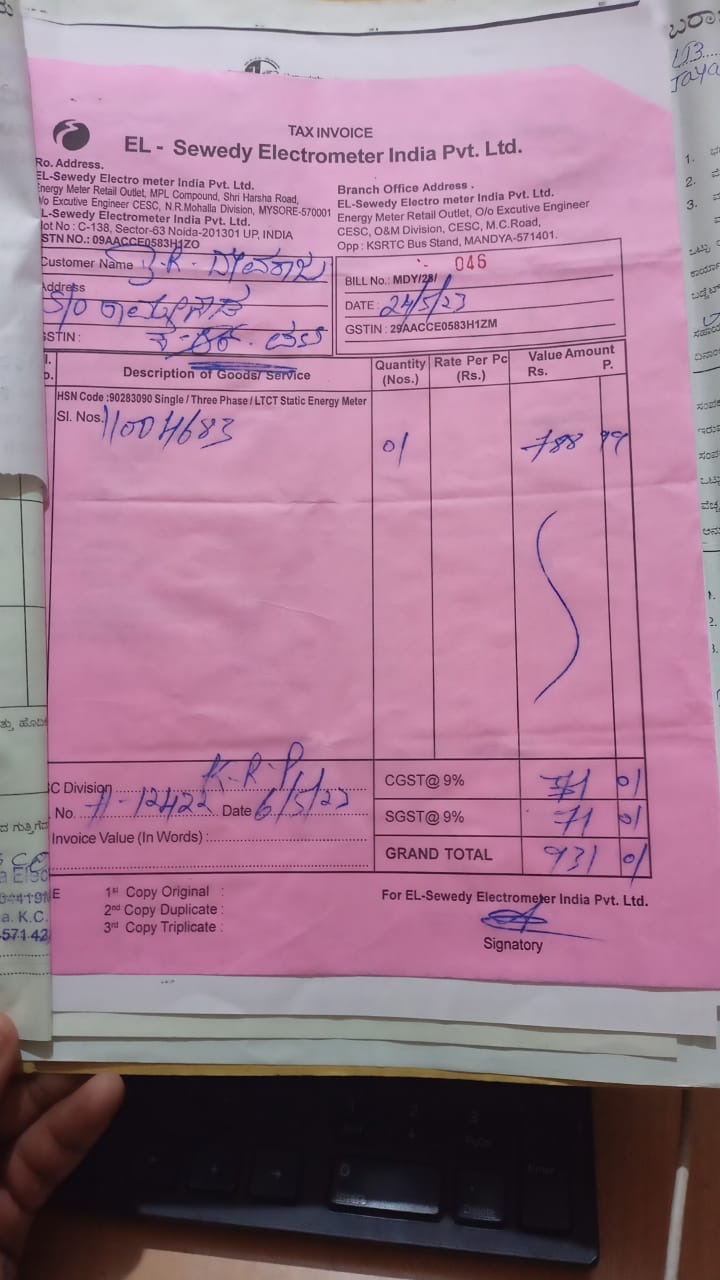 TAX INVOICE
EL - Sewedy Electrometer India Pvt. Ltd.
Ro. Address.
EL-Sewedy Electro meter India Pvt. Ltd.
Energy Meter Retail Outlet, MPL Compound, Shri Harsha Road,
/o Excutive Engineer CESC, N.R.Mohalla Division, MYSORE-570001
L-Sewedy Electrometer India Pvt. Ltd.
lot No : C-138, Sector-63 Noida-201301 UP, INDIA
STN NO.: 09AACCE0583H1ZO
Branch Office Address .
EL-Sewedy Electro meter India Pvt. Ltd.
Energy Meter Retail Outlet, O/o Excutive Engineer
CESC, O&M Division, CESC, M.C.Road,
Opp : KSRTC Bus Stand, MANDYA-571401.
Customer Name
Address S/O
GSTIN :
BILL No.: MDY/23/ 046
DATE : 24/5/23
GSTIN : 29AACCE0583H1ZM
Description of Goods/ Service Quantity (Nos.) Rate Per Pc (Rs.) Value Amount Rs. P.
HSN Code :90283090 Single / Three Phase / LTCT Static Energy Meter
Sl. Nos. 11004683 01 788 99
C Division K-R-P
No. 71-12422 Date 6/5/23
Invoice Value (In Words) :
CGST@ 9% 71 01
SGST@ 9% 71 01
GRAND TOTAL 931 01
1st Copy Original :
2nd Copy Duplicate :
3rd Copy Triplicate :
For EL-Sewedy Electrometer India Pvt. Ltd.
Signatory